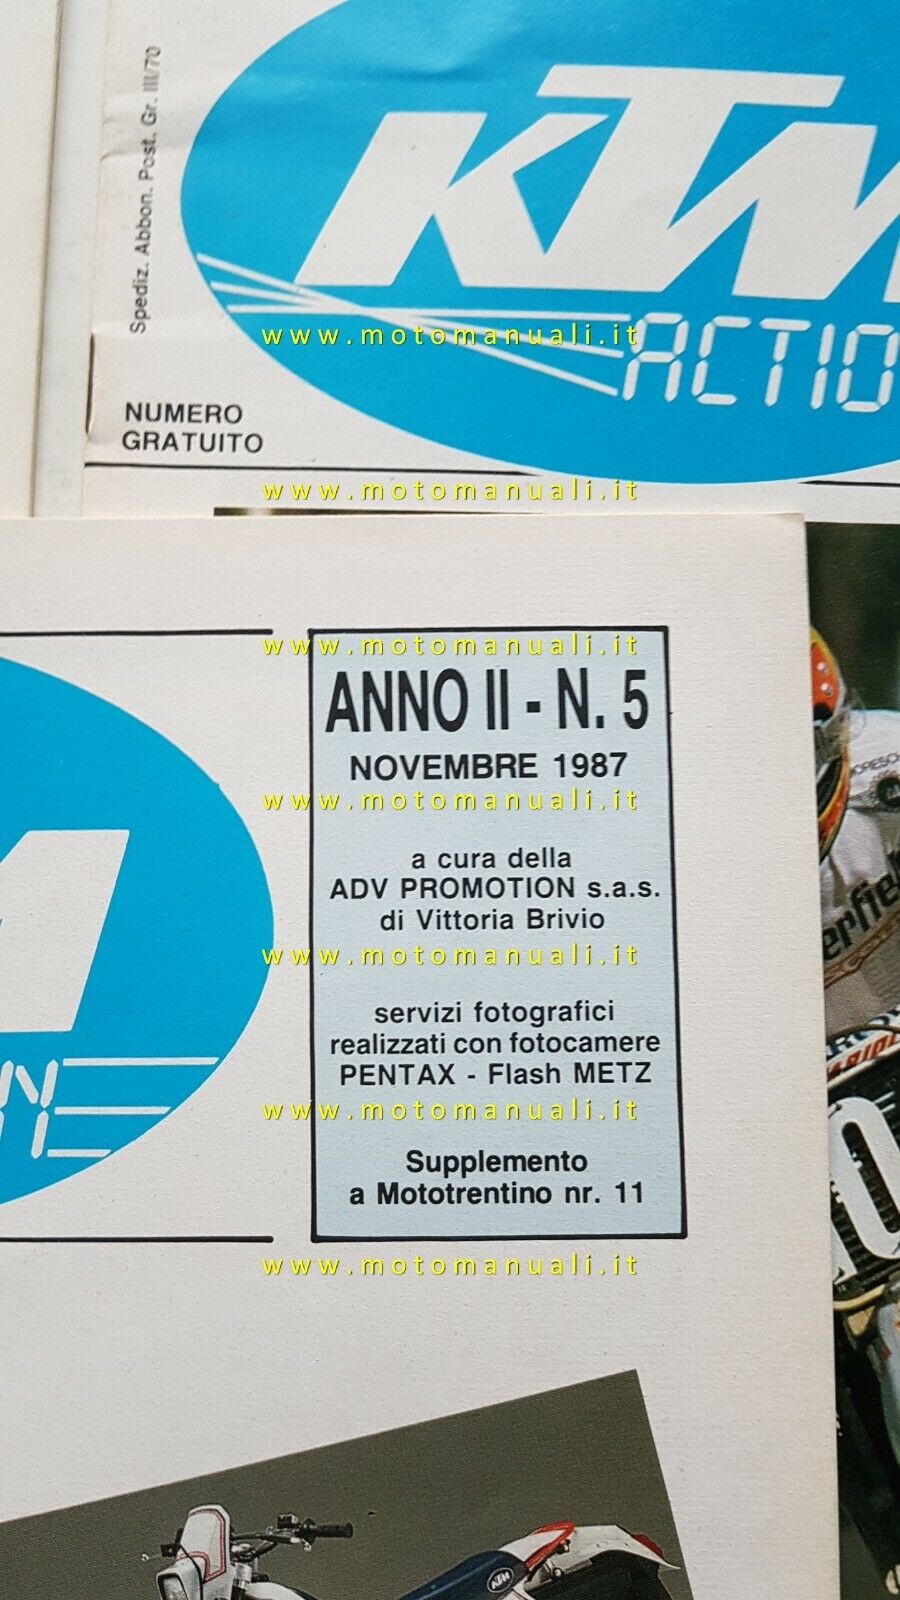 Spediz. Abbon. Post. Gr. III/70
KTM
ACTIO
NUMERO
GRATUITO
www.motomanuali.it
www.motomanuali.it
www.motomanuali.it
ANNO II - N. 5
NOVEMBRE 1987
www.motomanuali.it
a cura della
ADV PROMOTION s.a.s.
di Vittoria Brivio
www.motomanuali.it
servizi fotografici
realizzati con fotocamere
PENTAX - Flash METZ
www.motomanuali.it
Supplemento
a Mototrentino nr. 11
www.motomanuali.it
KTM